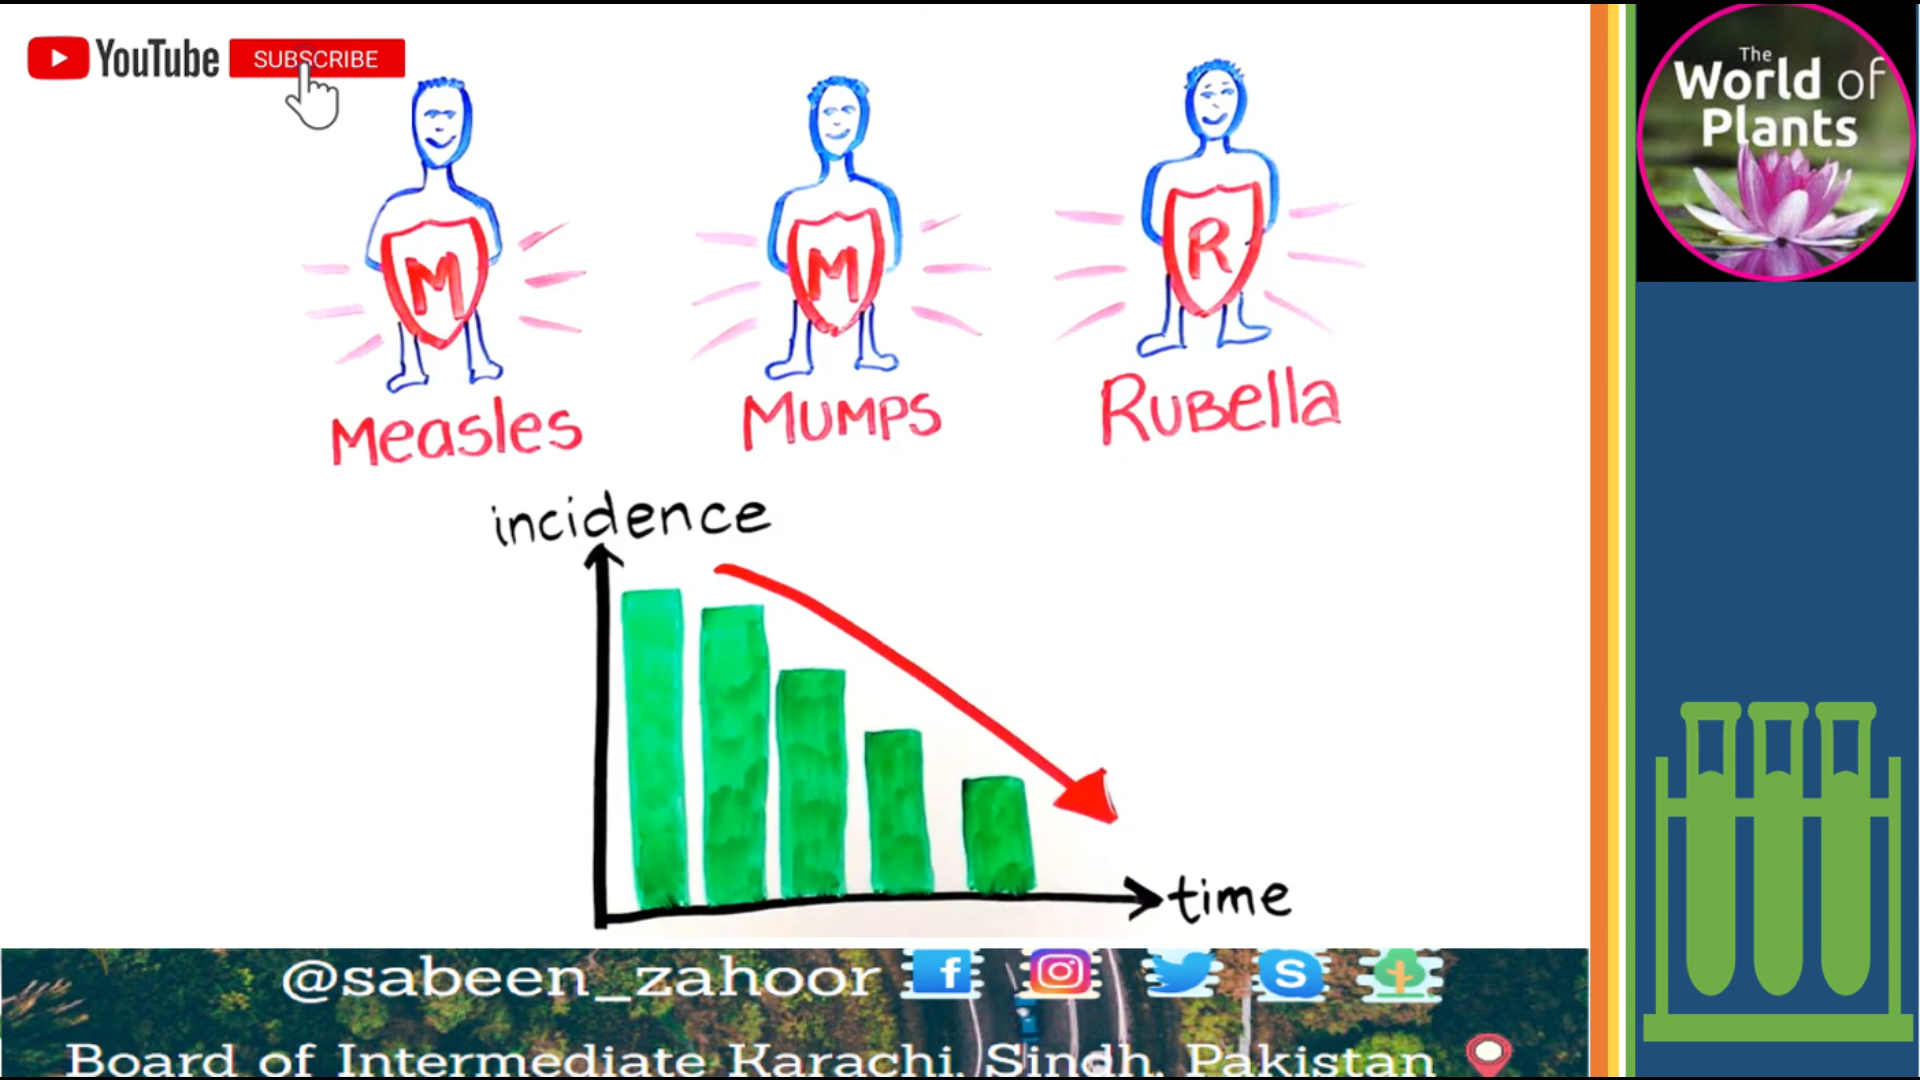 YouTube SUBSCRIBE
The
World of
Plants
M M R
Measles Mumps Rubella
incidence
time
@sabeen_zahoor
Board of Intermediate Karachi, Sindh, Pakistan